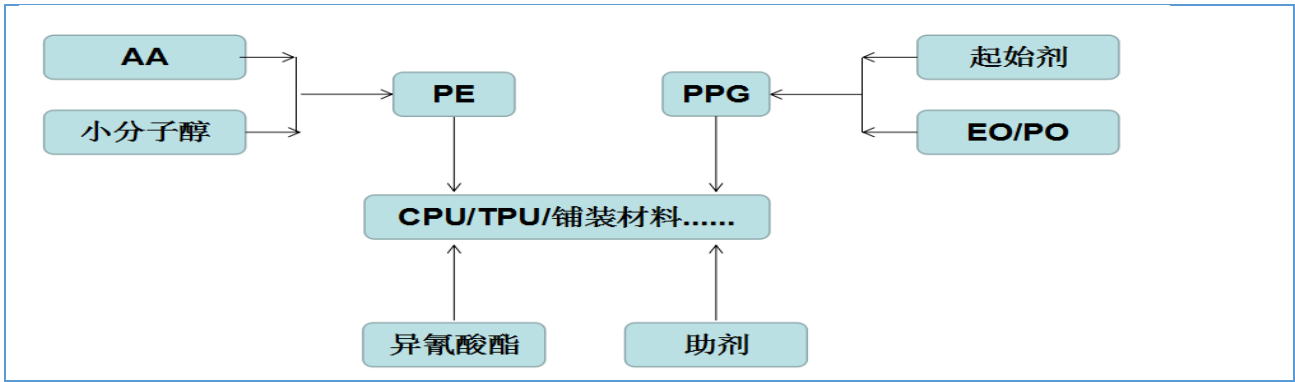 AA
起始剂
PE
PPG
小分子醇
EO/PO
CPU/TPU/铺装材料......
异氰酸酯
助剂